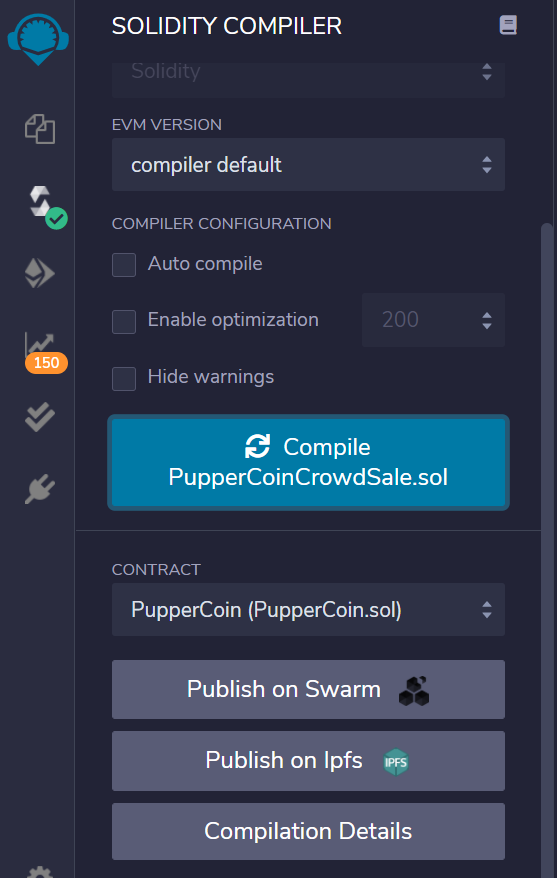 SOLIDITY COMPILER
Solidity
EVM VERSION
compiler default
COMPILER CONFIGURATION
Auto compile
Enable optimization
200
Hide warnings
150
Compile
PupperCoinCrowdSale.sol
CONTRACT
PupperCoin (PupperCoin.sol)
Publish on Swarm
Publish on Ipfs
IPFS
Compilation Details